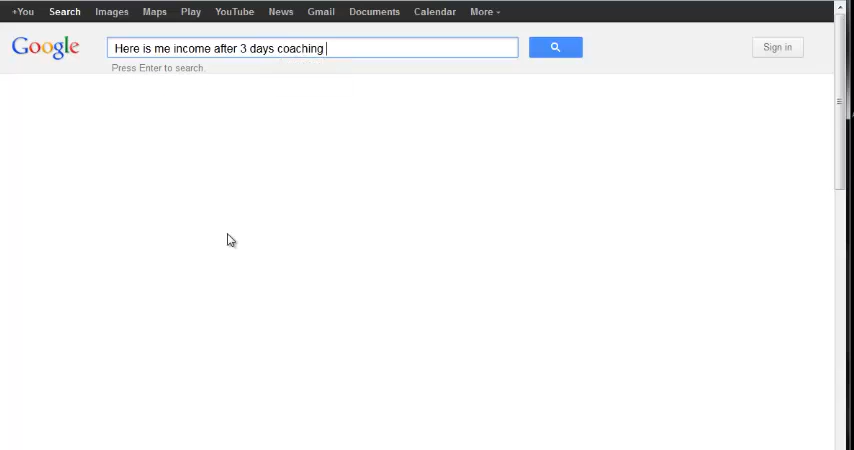 +You Search Images Maps Play YouTube News Gmail Documents Calendar More
Google Here is me income after 3 days coaching Sign in
Press Enter to search.